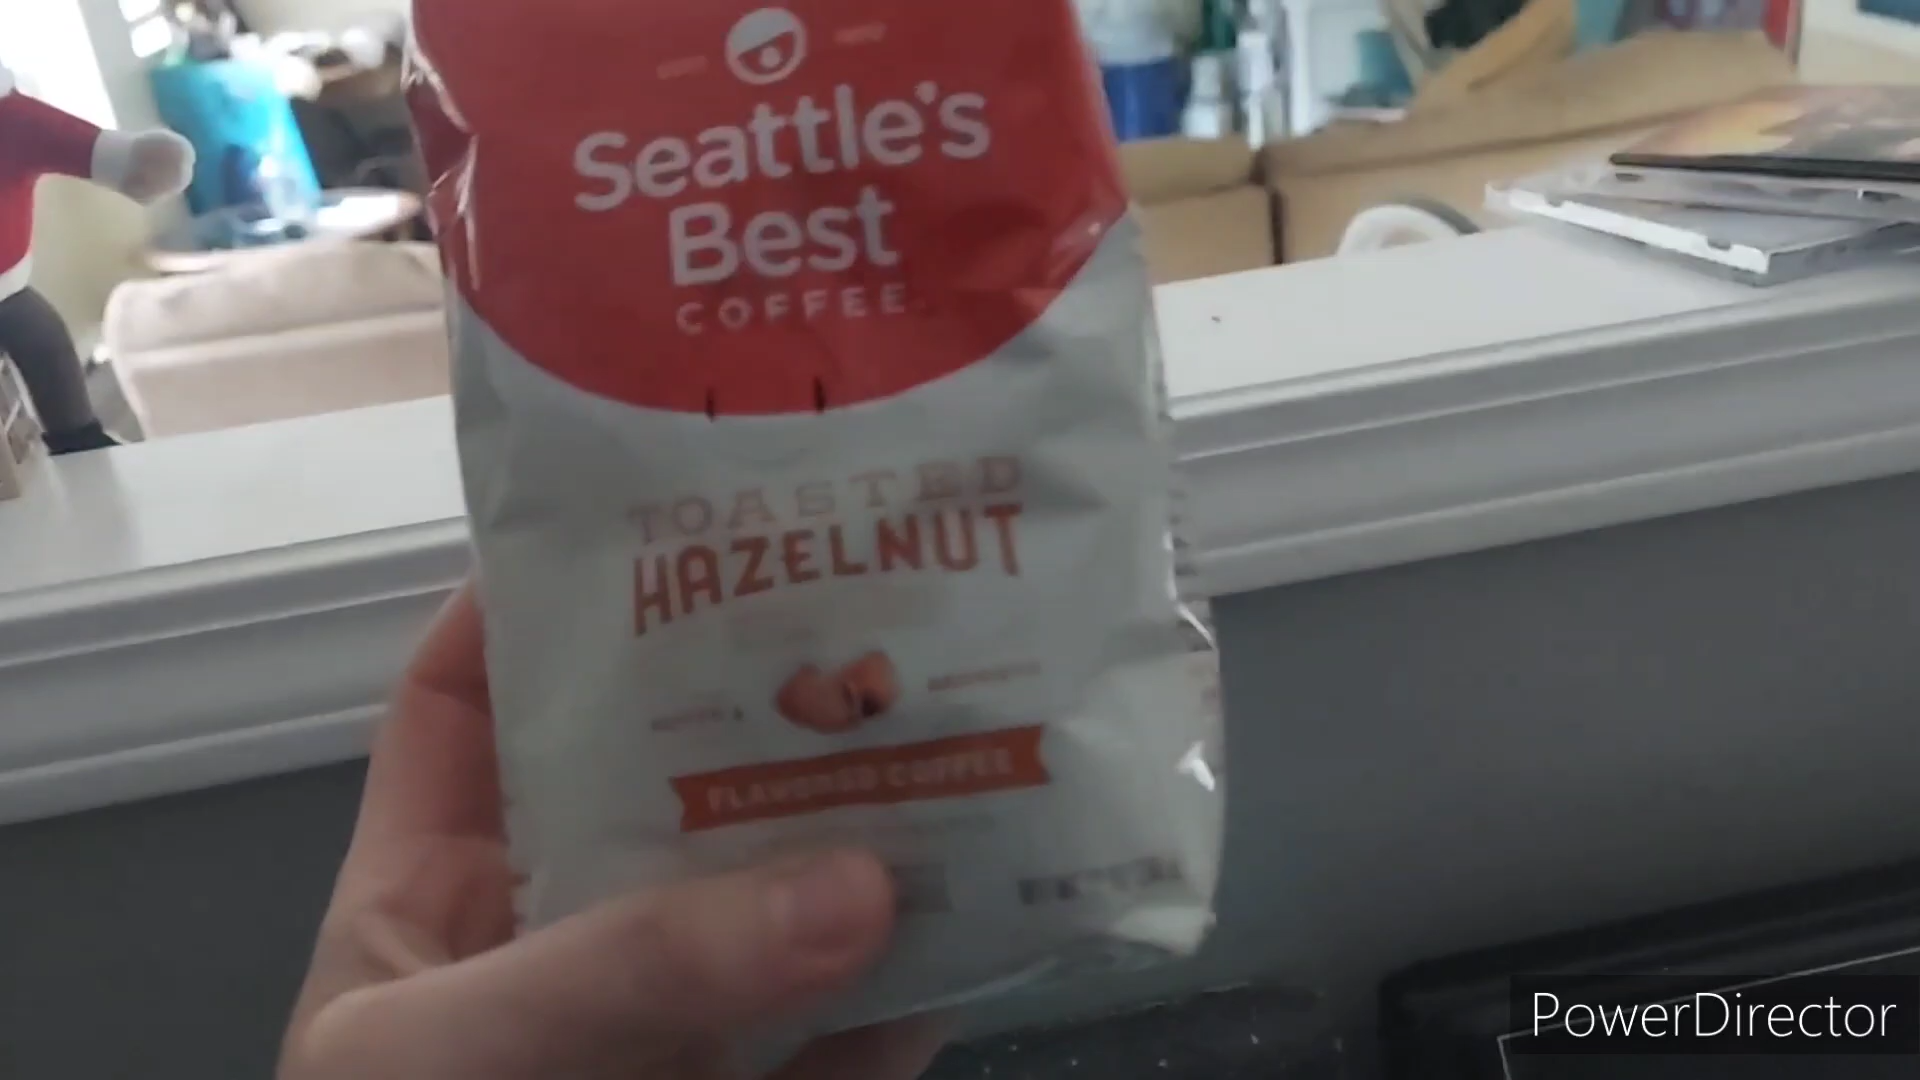 Seattle's
Best
COFFEE
TOASTED
HAZELNUT
FLAVORED COFFEE
PowerDirector